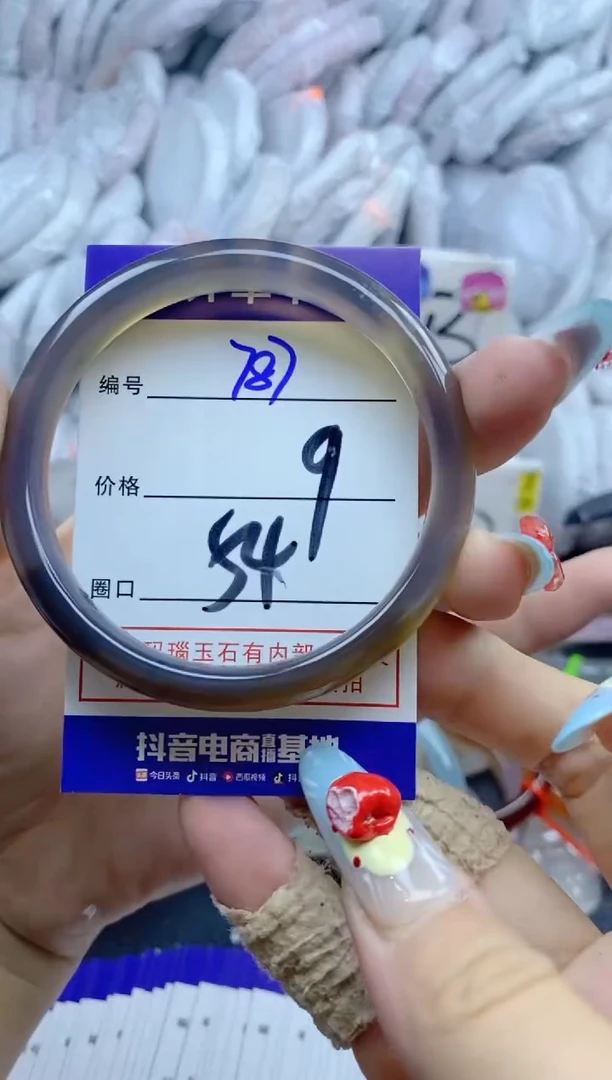 编号 787
价格 9
圈口 54
玛瑙玉石有内部
抖音电商直播基地
今日头条 抖音 西瓜视频 抖